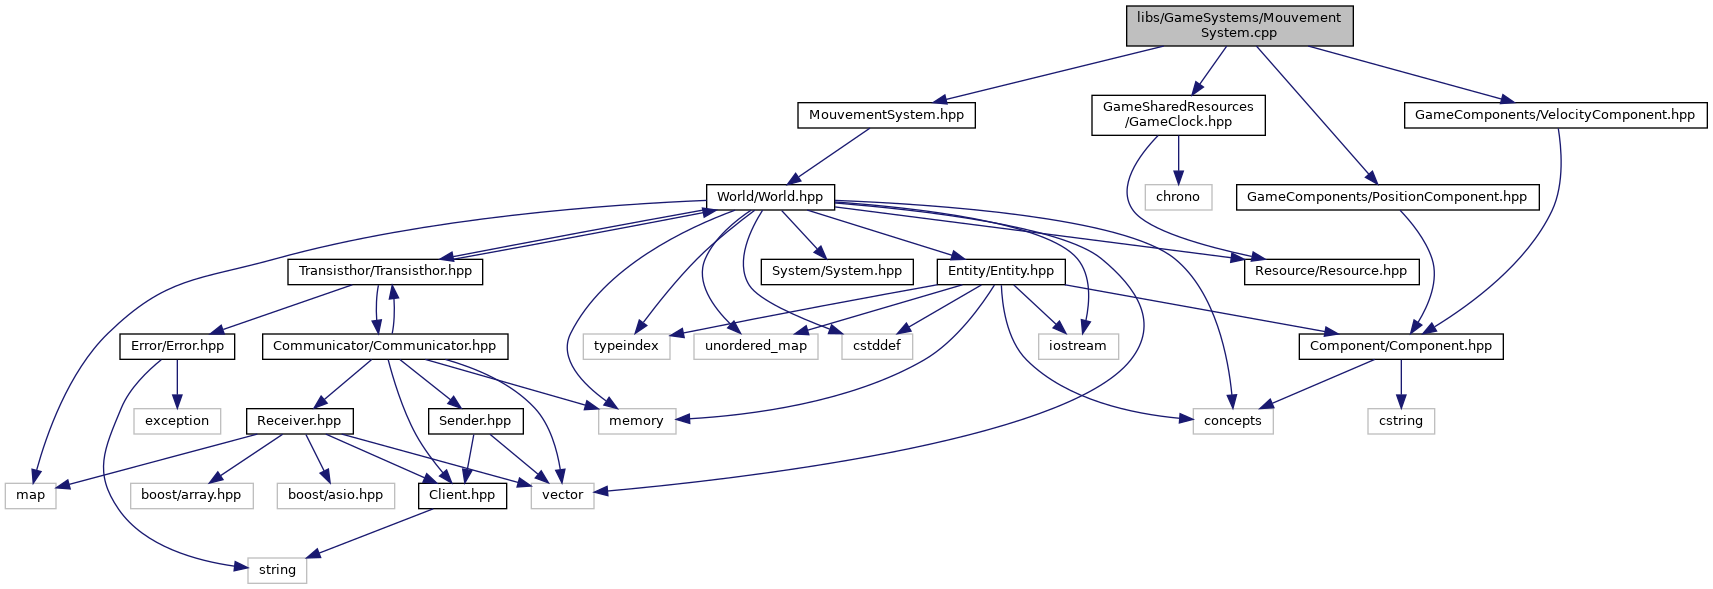 libs/GameSystems/Mouvement
System.cpp
MouvementSystem.hpp
GameSharedResources
/GameClock.hpp
GameComponents/VelocityComponent.hpp
World/World.hpp
chrono
GameComponents/PositionComponent.hpp
Transisthor/Transisthor.hpp
System/System.hpp
Entity/Entity.hpp
Resource/Resource.hpp
Error/Error.hpp
Communicator/Communicator.hpp
typeindex
unordered_map
cstddef
iostream
Component/Component.hpp
exception
Receiver.hpp
Sender.hpp
memory
concepts
cstring
map
boost/array.hpp
boost/asio.hpp
Client.hpp
vector
string